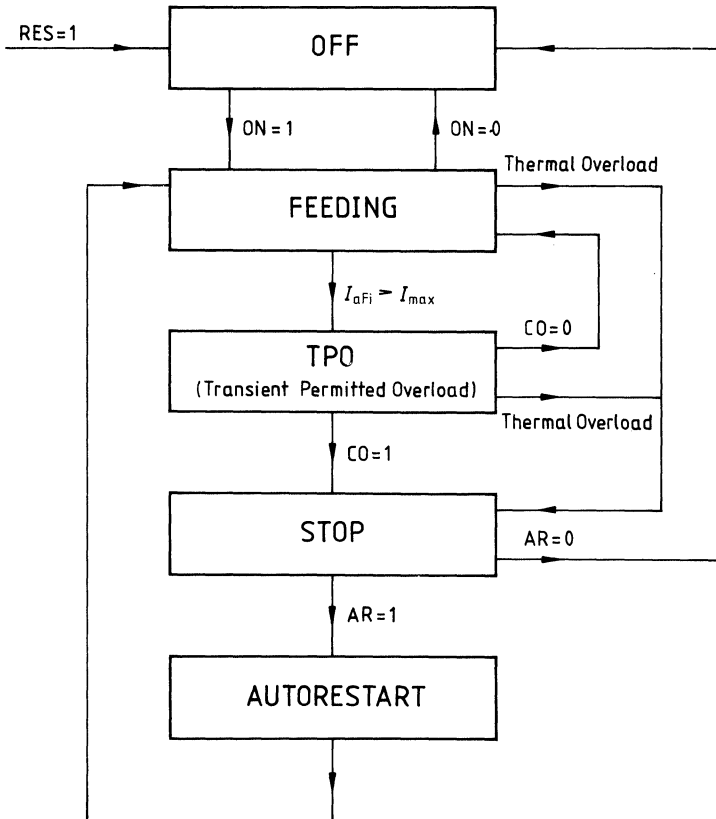 RES=1
OFF
ON=1
ON=0
Thermal Overload
FEEDING
I_aFi > I_max
CO=0
TPO
(Transient Permitted Overload)
Thermal Overload
CO=1
STOP
AR=0
AR=1
AUTORESTART